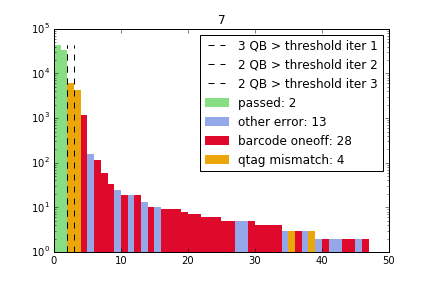 7
10^5
10^4
10^3
10^2
10^1
10^0
3 QB > threshold iter 1
2 QB > threshold iter 2
2 QB > threshold iter 3
passed: 2
other error: 13
barcode oneoff: 28
qtag mismatch: 4
0 10 20 30 40 50